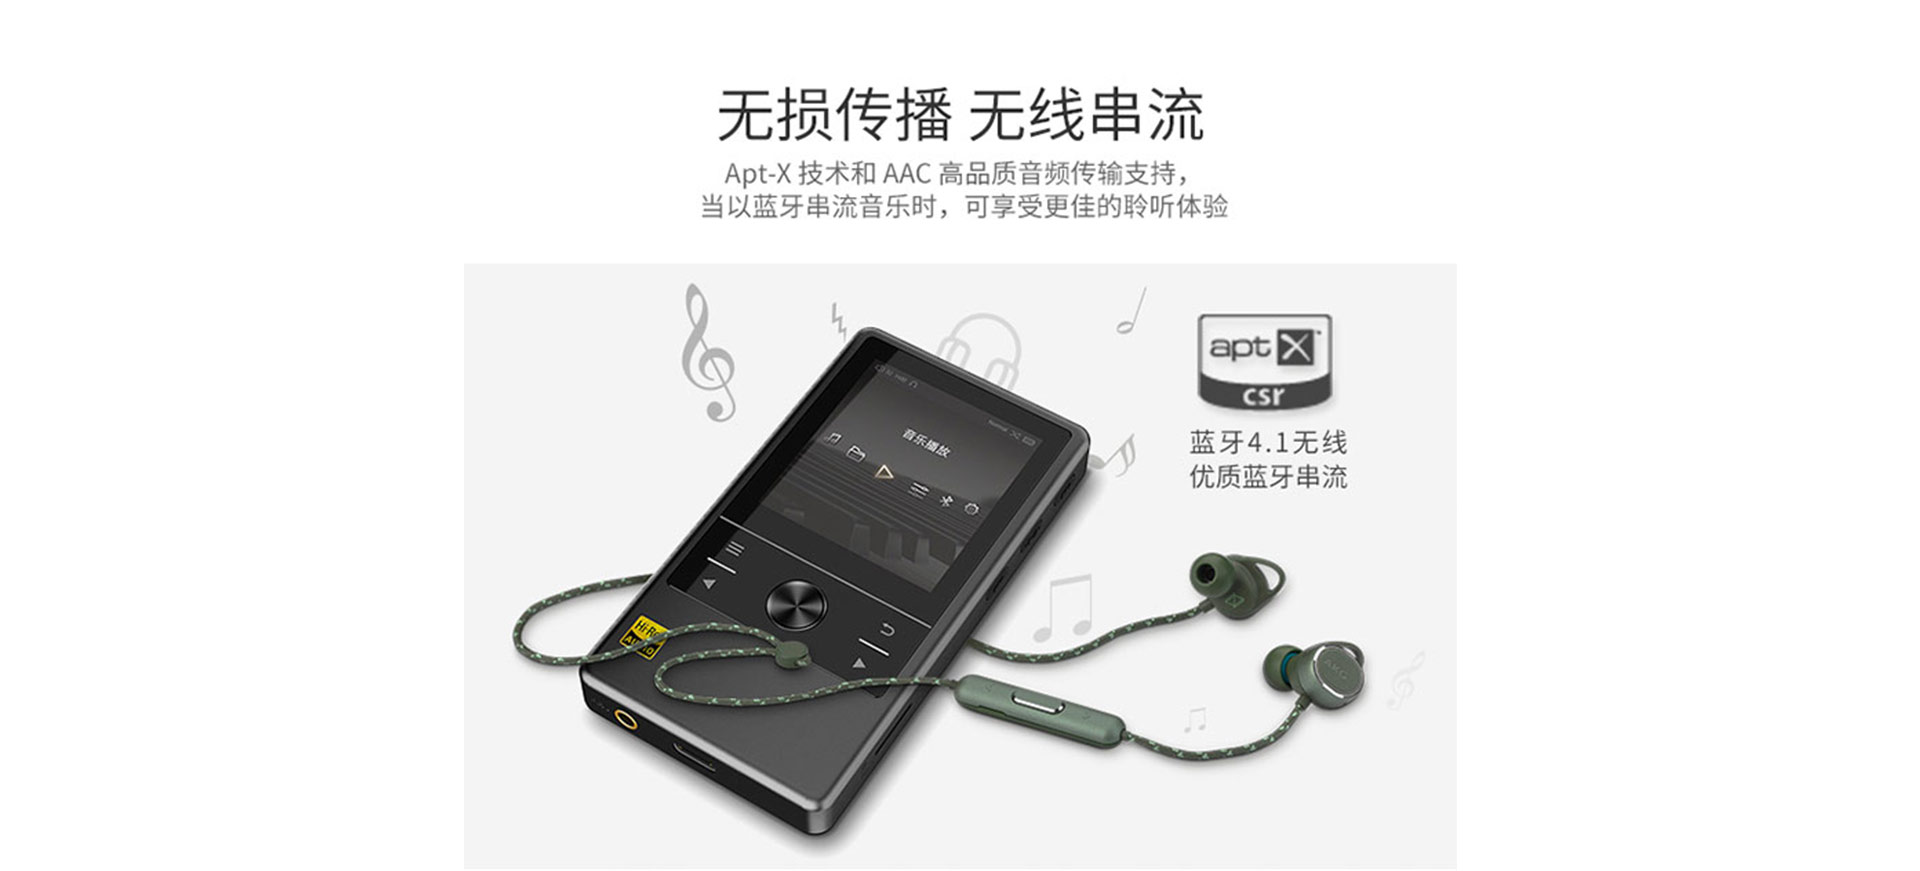 无损传播 无线串流
Apt-X 技术和 AAC 高品质音频传输支持，
当以蓝牙串流音乐时，可享受更佳的聆听体验
aptX™
csr
蓝牙4.1无线
优质蓝牙串流
Normal
音乐播放
AKG